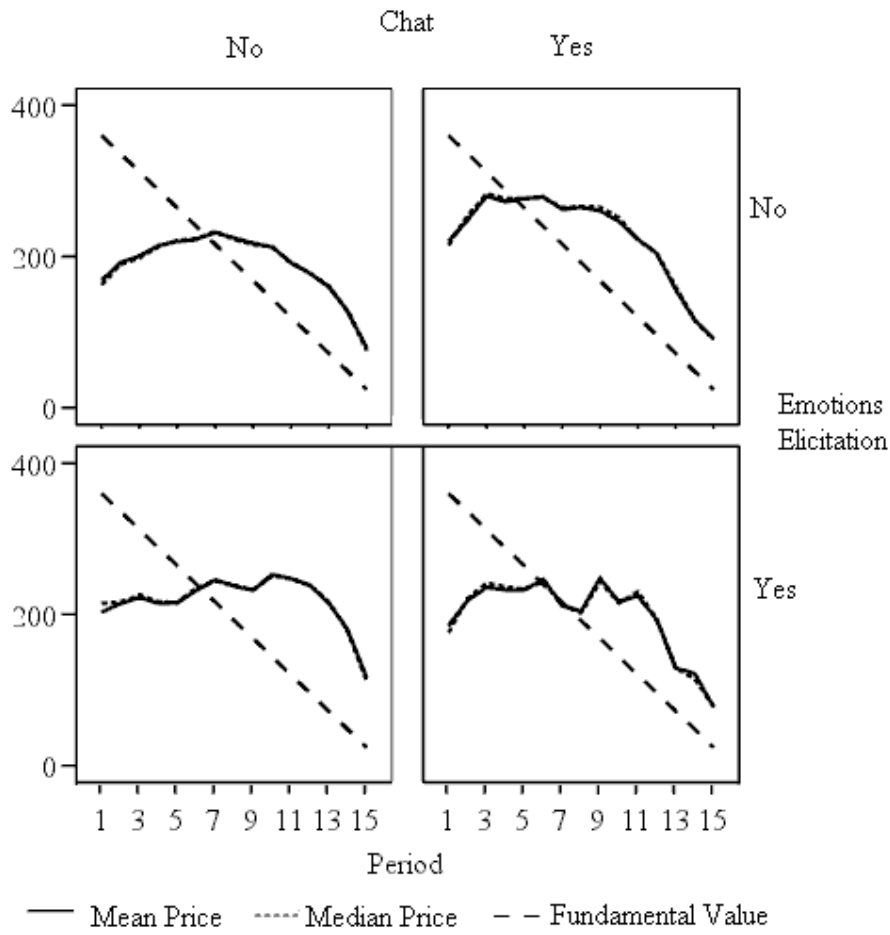 Chat
No Yes
400
200
0
No
Emotions
Elicitation
400
200
0
Yes
1 3 5 7 9 11 13 15 1 3 5 7 9 11 13 15
Period
Mean Price Median Price Fundamental Value